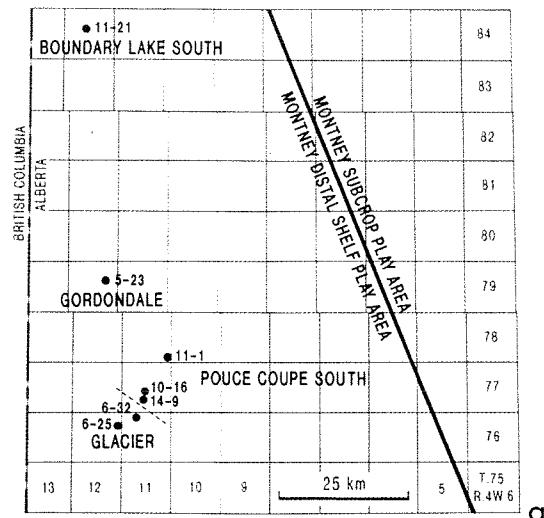 11-21
84
BOUNDARY LAKE SOUTH
83
MONTNEY SUBCROP PLAY AREA
MONTNEY DISTAL SHELF PLAY AREA
82
BRITISH COLUMBIA
ALBERTA
81
80
5-23
79
GORDONDALE
78
11-1
POUCE COUPE SOUTH
77
10-16
14-9
6-32
6-25
76
GLACIER
13
12
11
10
9
25 km
5
T.75
R.4W 6
a